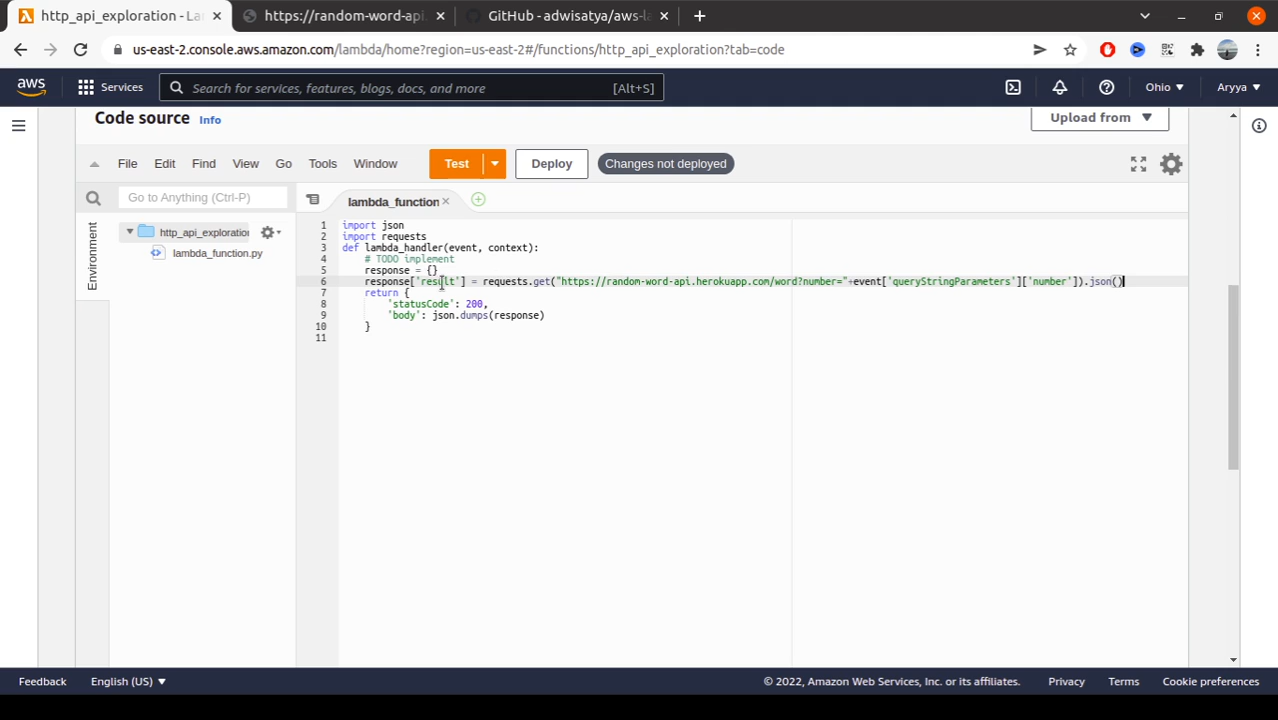 http_api_exploration - La
https://random-word-api.
GitHub - adwisatya/aws-la
us-east-2.console.aws.amazon.com/lambda/home?region=us-east-2#/functions/http_api_exploration?tab=code
aws
Services
Search for services, features, blogs, docs, and more
[Alt+S]
Ohio ▼
Aryya ▼
Code source
Info
Upload from ▼
File
Edit
Find
View
Go
Tools
Window
Test
Deploy
Changes not deployed
Go to Anything (Ctrl-P)
lambda_function
Environment
http_api_exploration
lambda_function.py
1 import json
2 import requests
3 def lambda_handler(event, context):
4 # TODO implement
5 response = {}
6 response['result'] = requests.get("https://random-word-api.herokuapp.com/word?number="+event['queryStringParameters']['number']).json()
7 return {
8 'statusCode': 200,
9 'body': json.dumps(response)
10 }
11
Feedback
English (US) ▼
© 2022, Amazon Web Services, Inc. or its affiliates.
Privacy
Terms
Cookie preferences